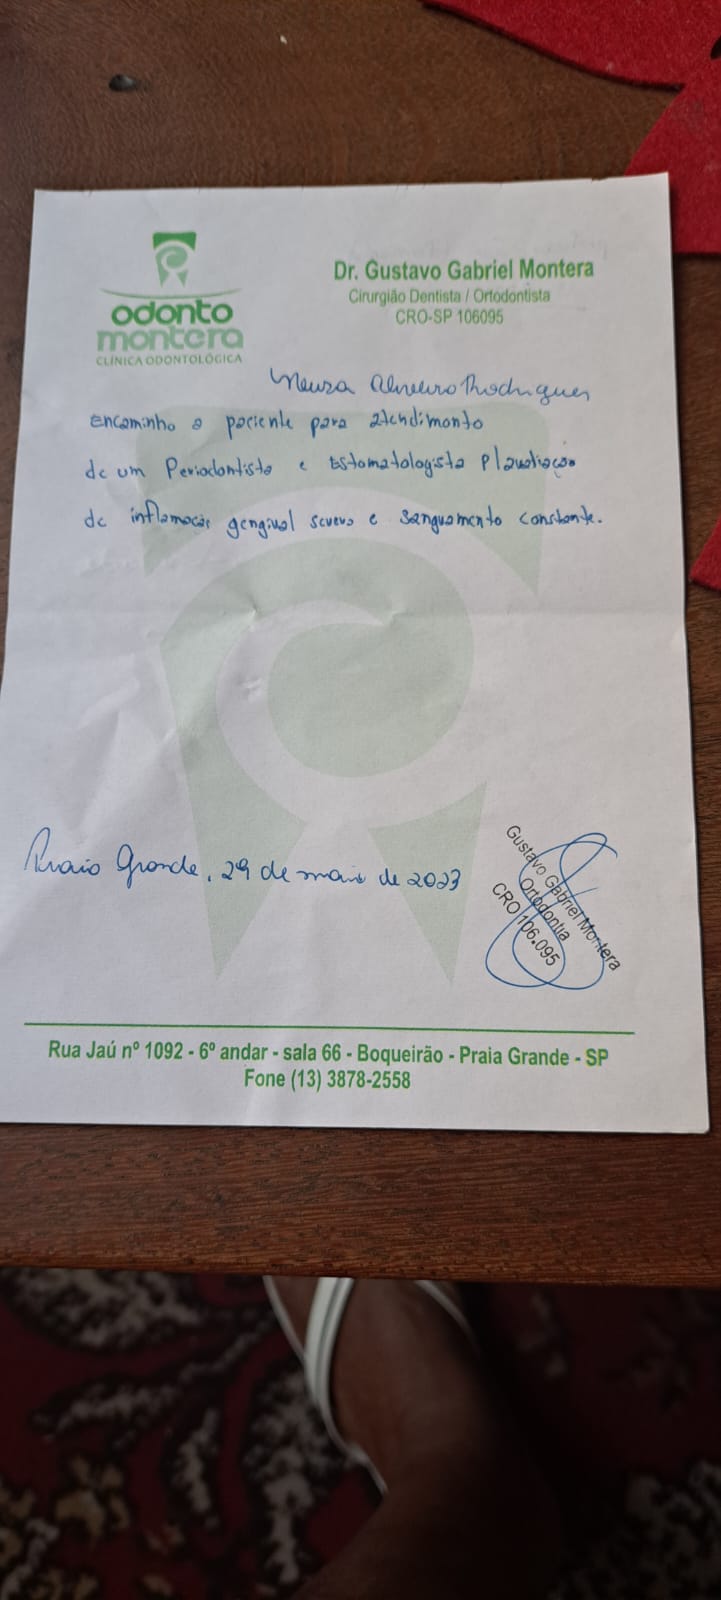 odonto
montera
CLÍNICA ODONTOLÓGICA
Dr. Gustavo Gabriel Montera
Cirurgião Dentista / Ortodontista
CRO-SP 106095
Neuza Rodrigues
Encaminho a paciente para atendimento
de um Periodontista e Estomatologista p/ avaliação
de inflamação gengival severa e sangramento constante.
Praia Grande, 29 de maio de 2023
Gustavo Gabriel Montera
Ortodontia
CRO 106.095
Rua Jaú nº 1092 - 6º andar - sala 66 - Boqueirão - Praia Grande - SP
Fone (13) 3878-2558